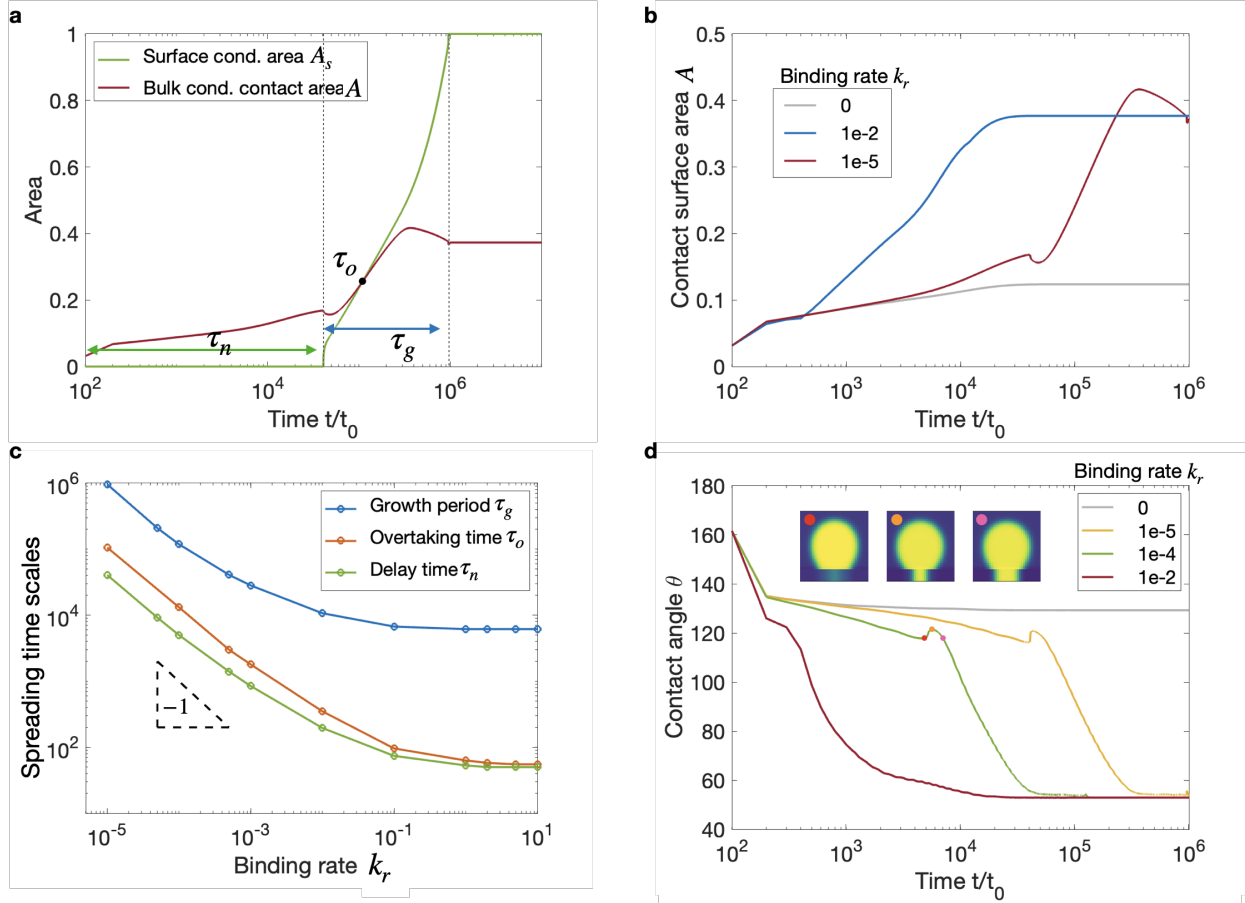 a
Surface cond. area A_s
Bulk cond. contact area A
τ_o
τ_n
τ_g
1
0.8
0.6
0.4
0.2
0
10^2
10^4
10^6
Area
Time t/t_0
b
Binding rate k_r
0
1e-2
1e-5
0.5
0.4
0.3
0.2
0.1
0
10^2
10^3
10^4
10^5
10^6
Contact surface area A
Time t/t_0
c
Growth period τ_g
Overtaking time τ_o
Delay time τ_n
−1
10^6
10^4
10^2
10^-5
10^-3
10^-1
10^1
Spreading time scales
Binding rate k_r
d
Binding rate k_r
0
1e-5
1e-4
1e-2
180
160
140
120
100
80
60
40
10^2
10^3
10^4
10^5
10^6
Contact angle θ
Time t/t_0